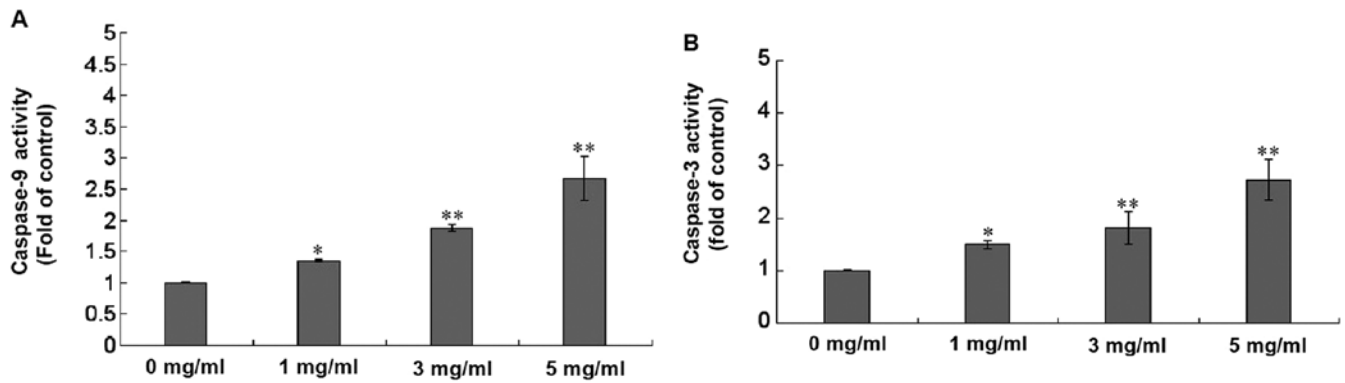 A
Caspase-9 activity
(Fold of control)
5
4.5
4
3.5
3
2.5
2
1.5
1
0.5
0
*
**
**
0 mg/ml 1 mg/ml 3 mg/ml 5 mg/ml
B
Caspase-3 activity
(fold of control)
5
4
3
2
1
0
*
**
**
0 mg/ml 1 mg/ml 3 mg/ml 5 mg/ml